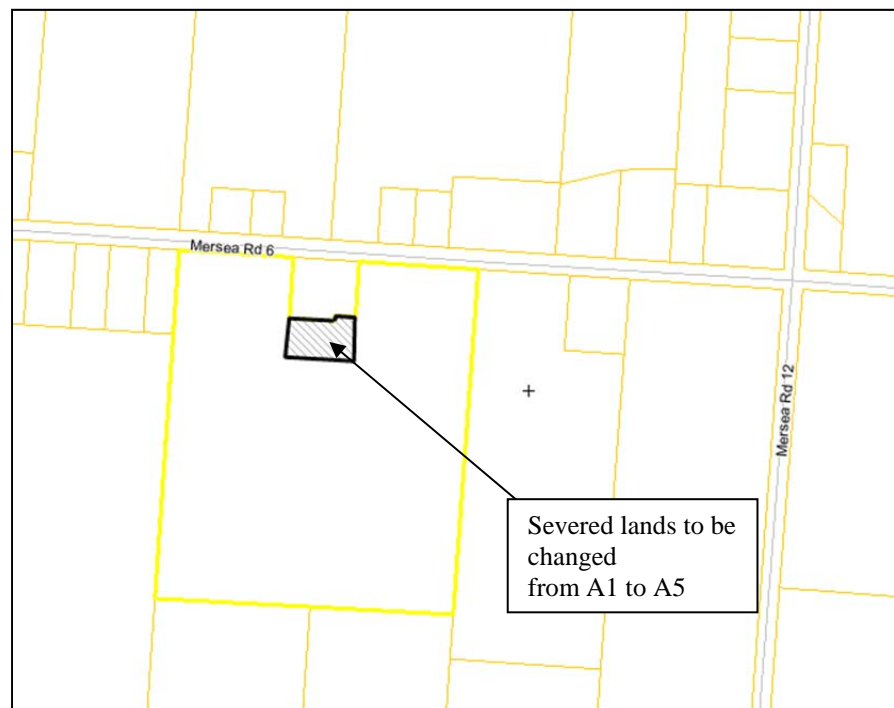 Mersea Rd 6
Mersea Rd 12
Severed lands to be
changed
from A1 to A5